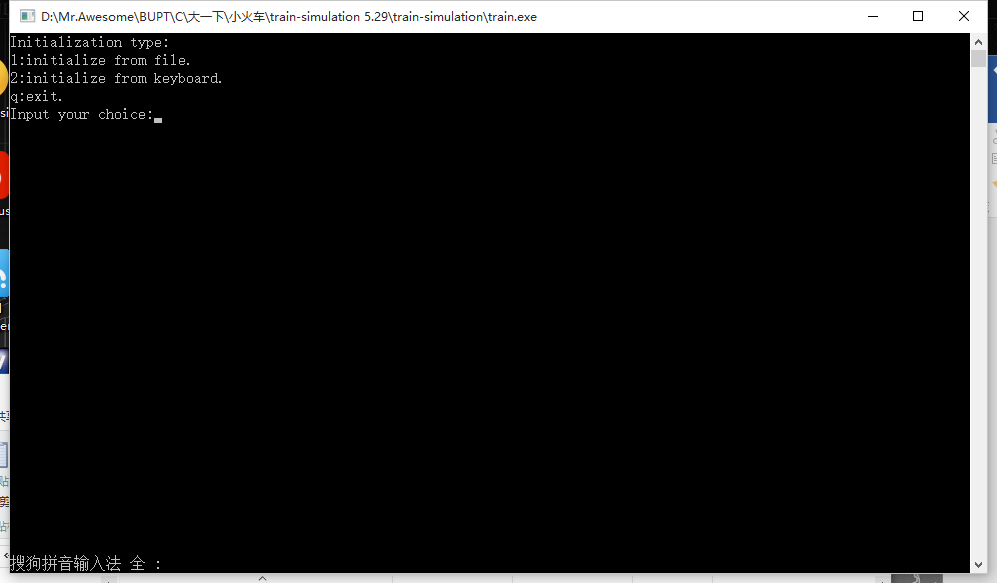 D:\Mr.Awesome\BUPT\C\大一下\小火车\train-simulation 5.29\train-simulation\train.exe
Initialization type:
1:initialize from file.
2:initialize from keyboard.
q:exit.
Input your choice:
搜狗拼音输入法 全 :